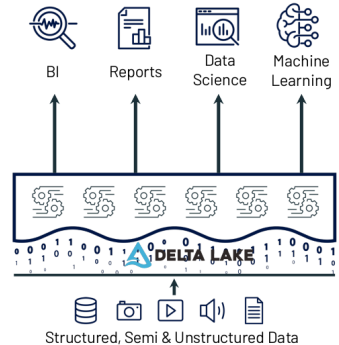 BI
Reports
Data
Science
Machine
Learning
DELTA LAKE
Structured, Semi & Unstructured Data